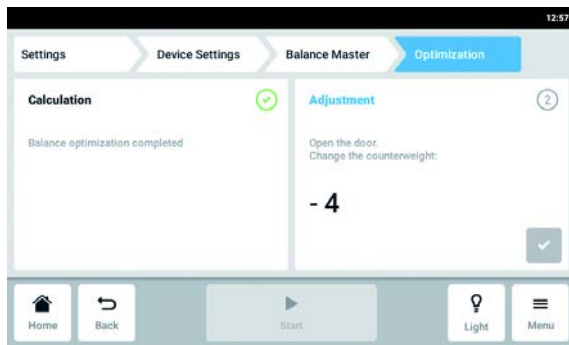 12:57
Settings
Device Settings
Balance Master
Optimization
Calculation
Adjustment
2
Balance optimization completed
Open the door.
Change the counterweight:
- 4
Home
Back
Start
Light
Menu